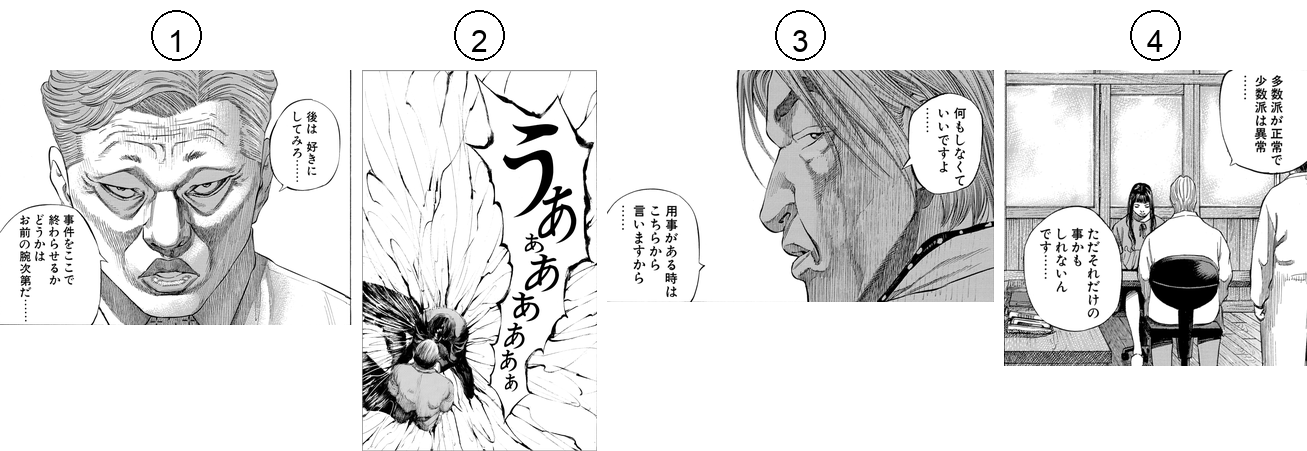 1
後は 好きに
してみろ……
事件をここで
終わらせるか
どうかは
お前の腕次第だ……
2
うあぁあああぁぁ
3
何もしなくて
いいですよ
……
用事がある時は
こちらから
言いますから
……
4
多数派が正常で
少数派は異常
……
ただそれだけの
事かも
しれないん
です……